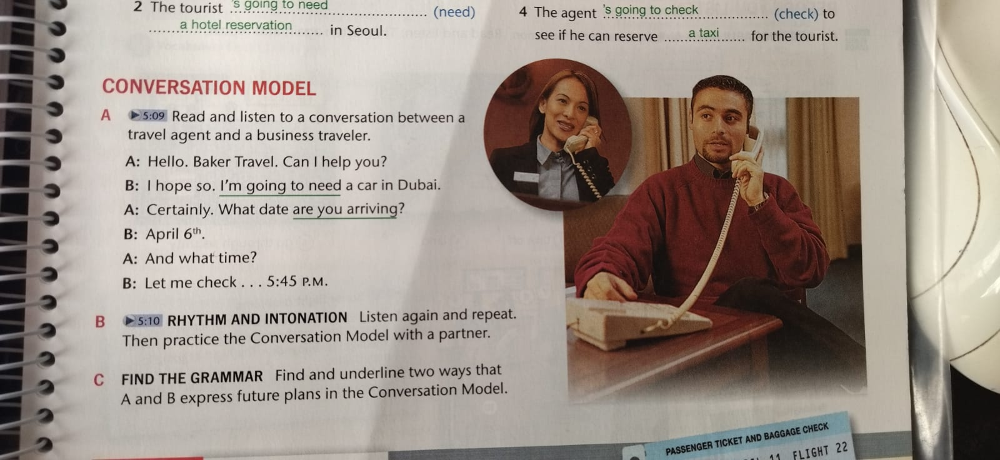 2 The tourist 's going to need (need)
a hotel reservation in Seoul.
4 The agent 's going to check (check) to
see if he can reserve a taxi for the tourist.
CONVERSATION MODEL
A ▶5:09 Read and listen to a conversation between a
travel agent and a business traveler.
A: Hello. Baker Travel. Can I help you?
B: I hope so. I'm going to need a car in Dubai.
A: Certainly. What date are you arriving?
B: April 6th.
A: And what time?
B: Let me check . . . 5:45 P.M.
B ▶5:10 RHYTHM AND INTONATION Listen again and repeat.
Then practice the Conversation Model with a partner.
C FIND THE GRAMMAR Find and underline two ways that
A and B express future plans in the Conversation Model.
PASSENGER TICKET AND BAGGAGE CHECK
11 FLIGHT 22